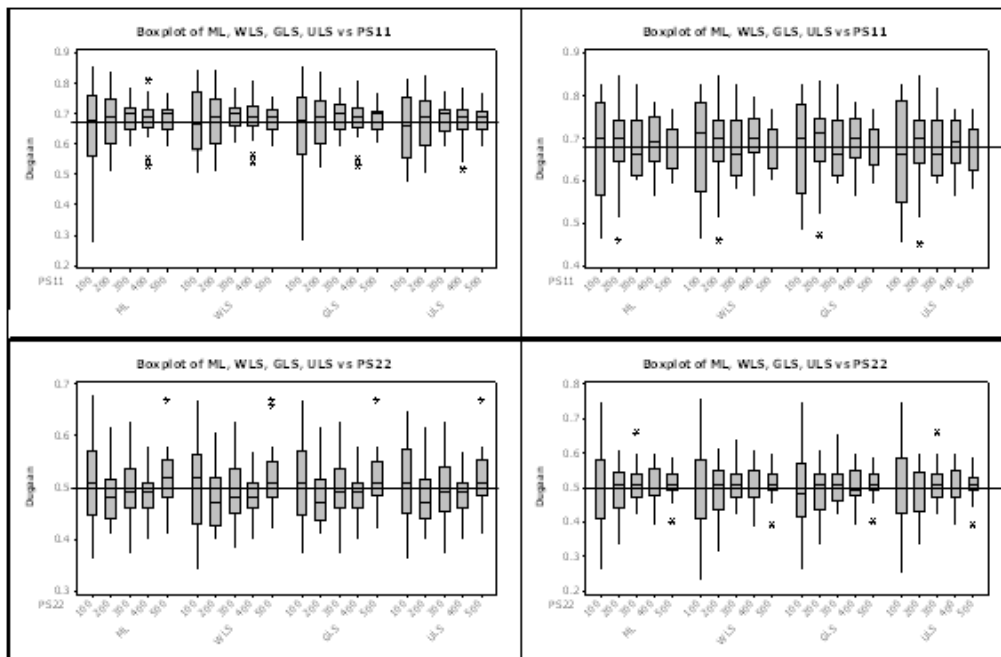 Boxplot of ML, WLS, GLS, ULS vs PS11
0.9
0.8
0.7
0.6
0.5
0.4
0.3
0.2
Dugaan
PS11
100 200 300 400 500 100 200 300 400 500 100 200 300 400 500 100 200 300 400 500
ML WLS GLS ULS
Boxplot of ML, WLS, GLS, ULS vs PS11
0.9
0.8
0.7
0.6
0.5
0.4
Dugaan
PS11
100 200 300 400 500 100 200 300 400 500 100 200 300 400 500 100 200 300 400 500
ML WLS GLS ULS
Boxplot of ML, WLS, GLS, ULS vs PS22
0.7
0.6
0.5
0.4
0.3
Dugaan
PS22
100 200 300 400 500 100 200 300 400 500 100 200 300 400 500 100 200 300 400 500
ML WLS GLS ULS
Boxplot of ML, WLS, GLS, ULS vs PS22
0.8
0.7
0.6
0.5
0.4
0.3
0.2
Dugaan
PS22
100 200 300 400 500 100 200 300 400 500 100 200 300 400 500 100 200 300 400 500
ML WLS GLS ULS